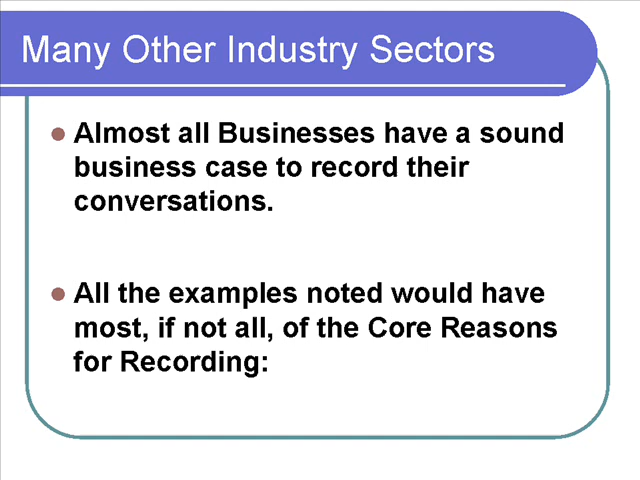 Many Other Industry Sectors
Almost all Businesses have a sound
business case to record their
conversations.
All the examples noted would have
most, if not all, of the Core Reasons
for Recording: